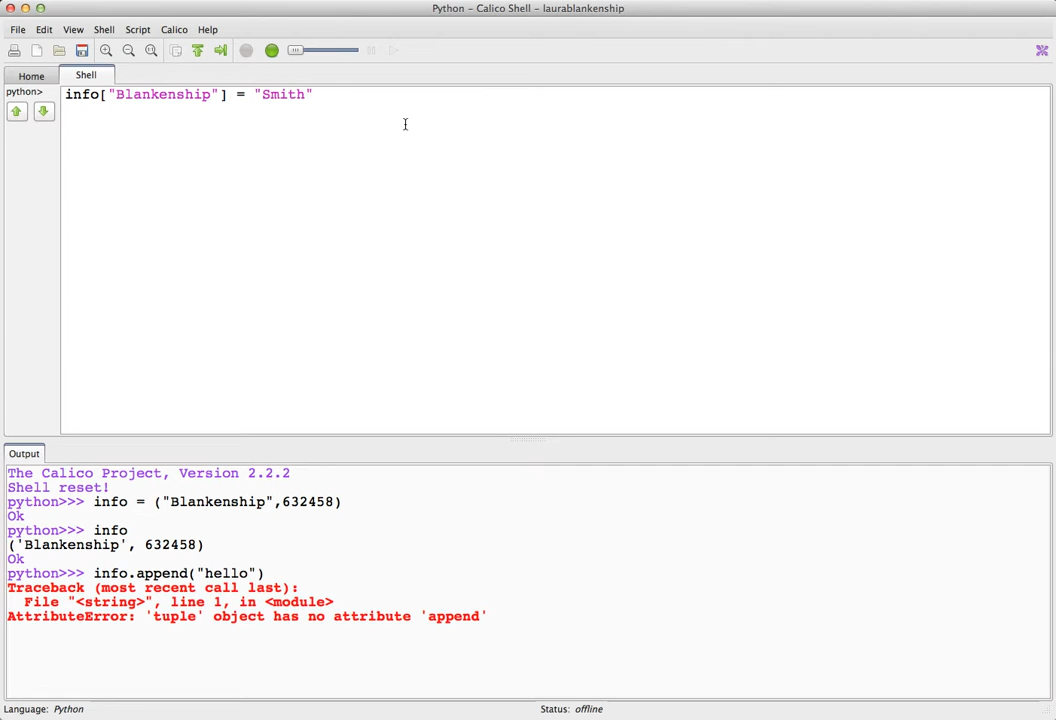 Python - Calico Shell - laurablankenship
File Edit View Shell Script Calico Help
Home Shell
python> info["Blankenship"] = "Smith"
Output
The Calico Project, Version 2.2.2
Shell reset!
python>>> info = ("Blankenship",632458)
Ok
python>>> info
('Blankenship', 632458)
Ok
python>>> info.append("hello")
Traceback (most recent call last):
  File "<string>", line 1, in <module>
AttributeError: 'tuple' object has no attribute 'append'
Language: Python Status: offline